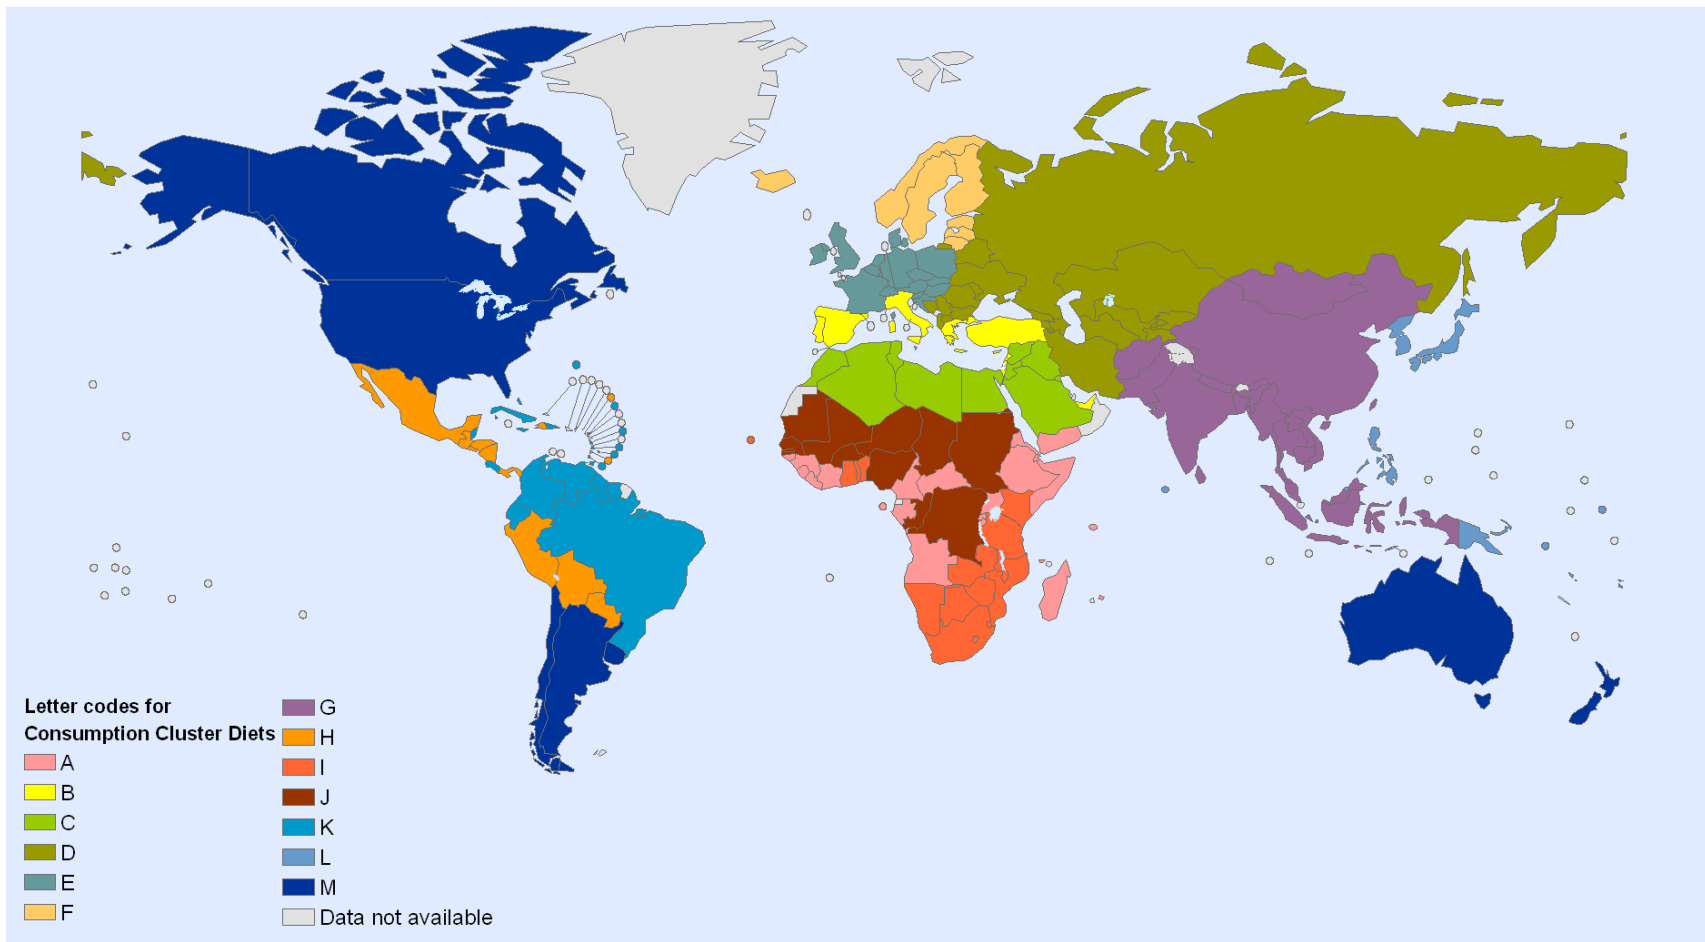 Letter codes for
Consumption Cluster Diets
A
B
C
D
E
F
G
H
I
J
K
L
M
Data not available